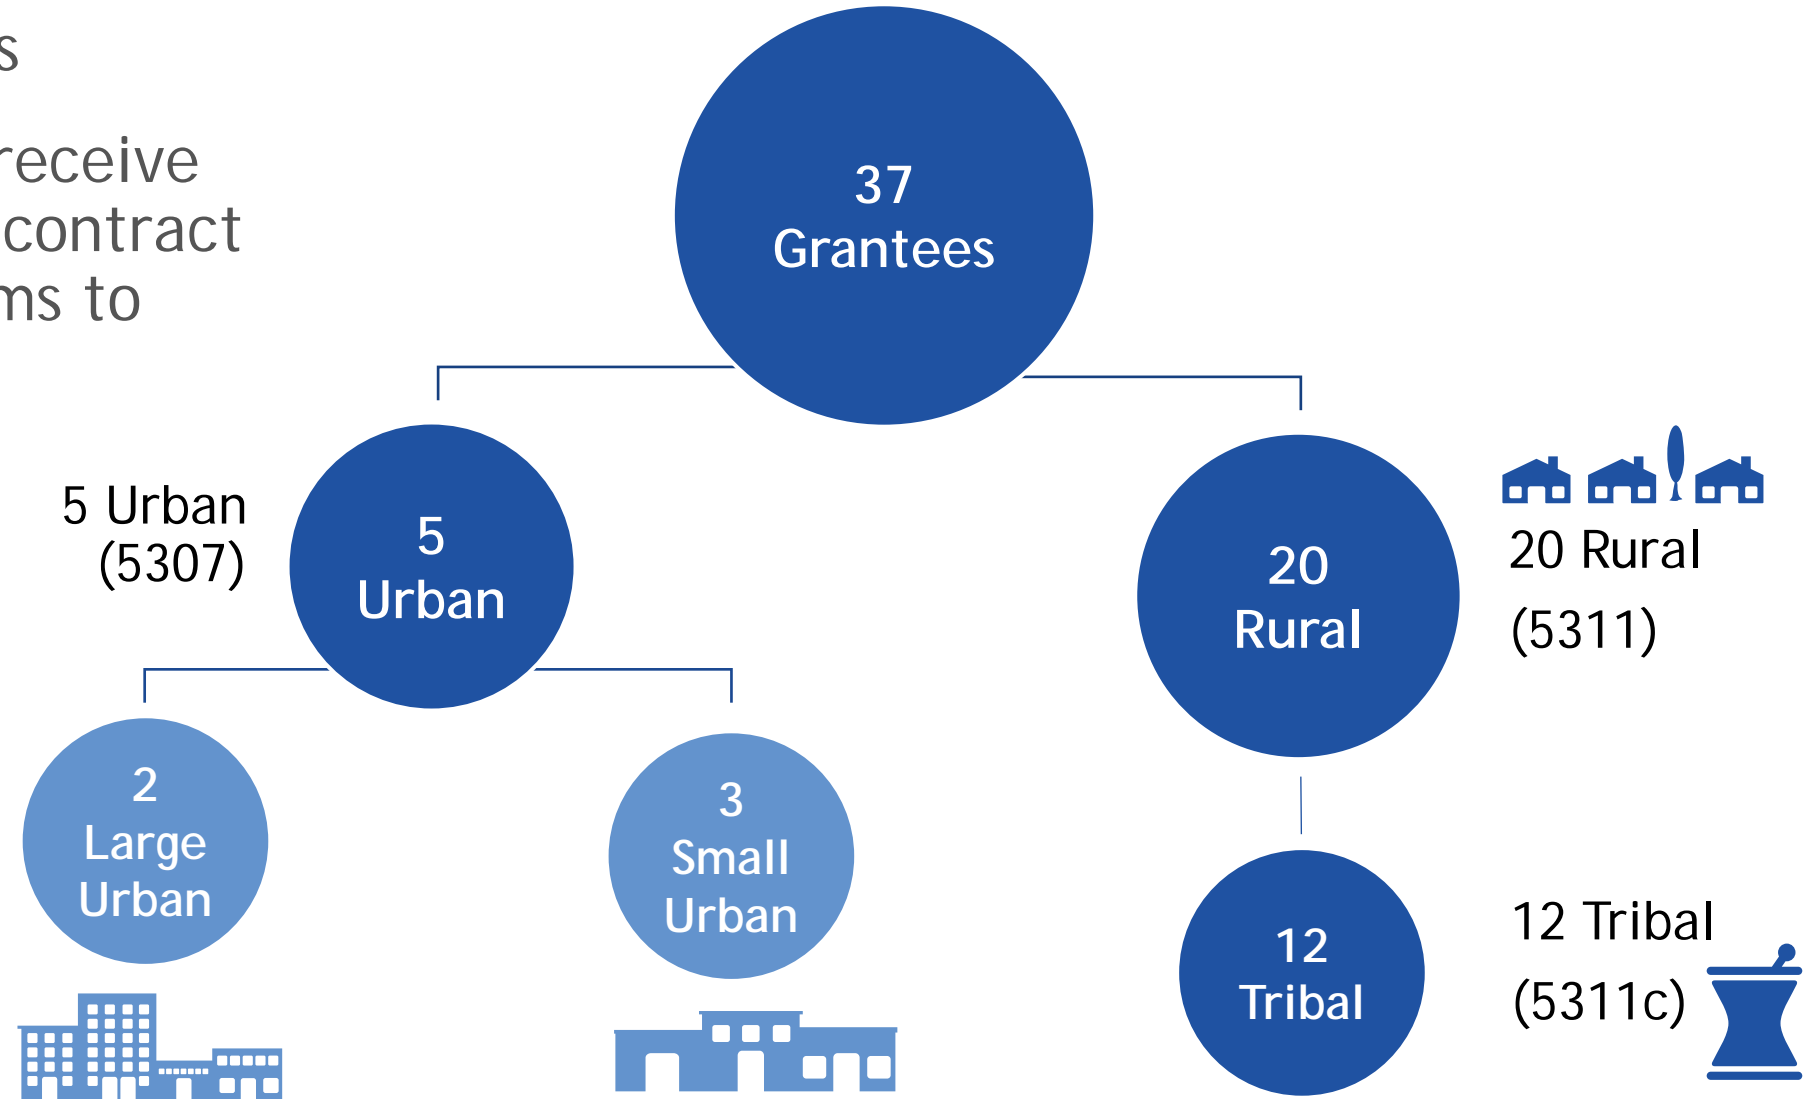 receive
contract
to
37
Grantees
5 Urban
(5307)
5
Urban
20
Rural
20 Rural
(5311)
2
Large
Urban
3
Small
Urban
12
Tribal
12 Tribal
(5311c)